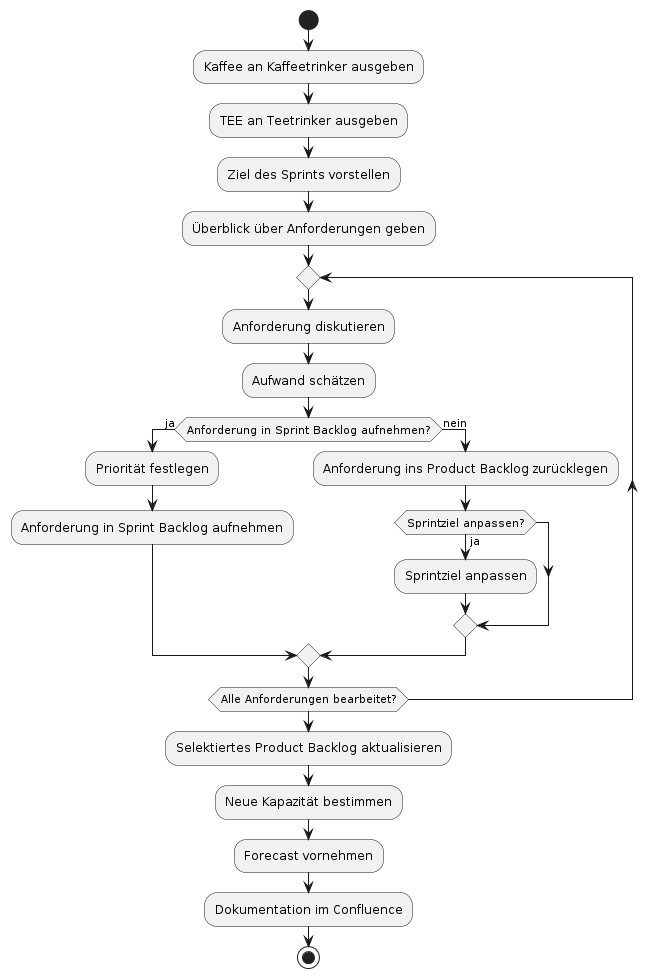 Kaffee an Kaffeetrinker ausgeben
TEE an Teetrinker ausgeben
Ziel des Sprints vorstellen
Überblick über Anforderungen geben
Anforderung diskutieren
Aufwand schätzen
ja
Anforderung in Sprint Backlog aufnehmen?
nein
Priorität festlegen
Anforderung in Sprint Backlog aufnehmen
Anforderung ins Product Backlog zurücklegen
Sprintziel anpassen?
ja
Sprintziel anpassen
Alle Anforderungen bearbeitet?
Selektiertes Product Backlog aktualisieren
Neue Kapazität bestimmen
Forecast vornehmen
Dokumentation im Confluence